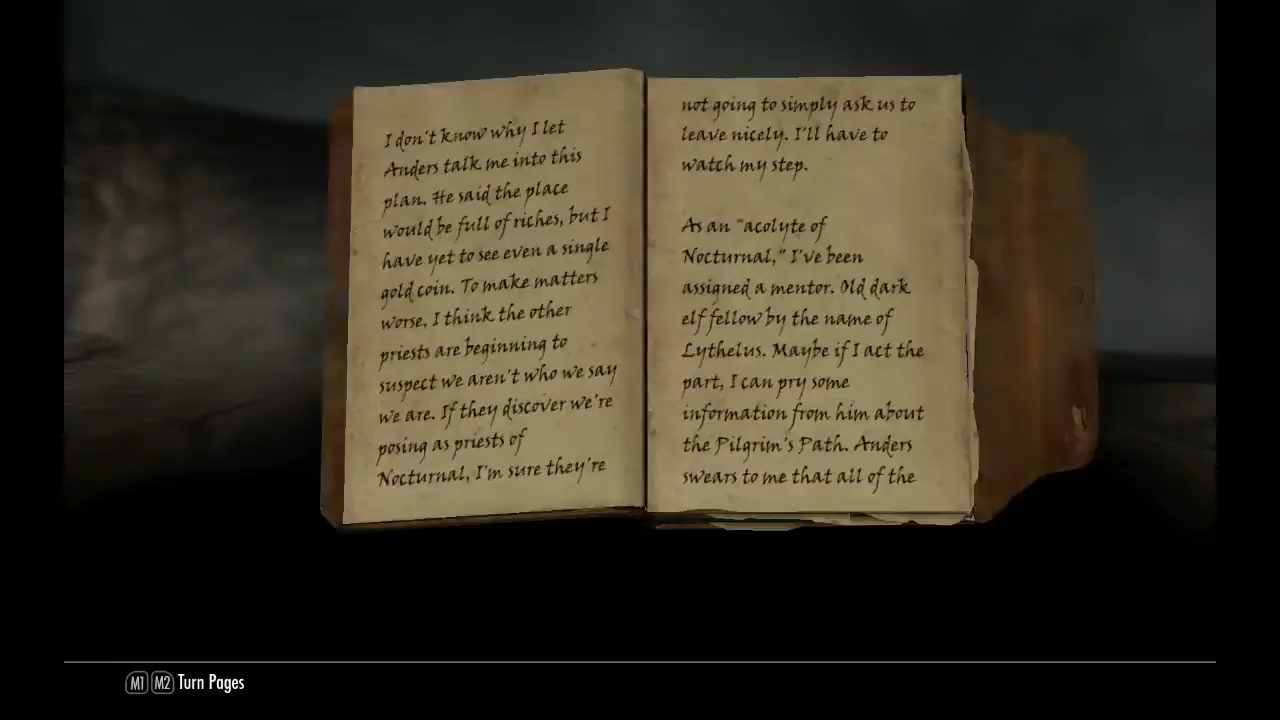 I don't know why I let
Anders talk me into this
plan. He said the place
would be full of riches, but I
have yet to see even a single
gold coin. To make matters
worse, I think the other
priests are beginning to
suspect we aren't who we say
we are. If they discover we're
posing as priests of
Nocturnal, I'm sure they're
not going to simply ask us to
leave nicely. I'll have to
watch my step.
As an "acolyte of
Nocturnal," I've been
assigned a mentor. Old dark
elf fellow by the name of
Lythelus. Maybe if I act the
part, I can pry some
information from him about
the Pilgrim's Path. Anders
swears to me that all of the
M1 M2 Turn Pages